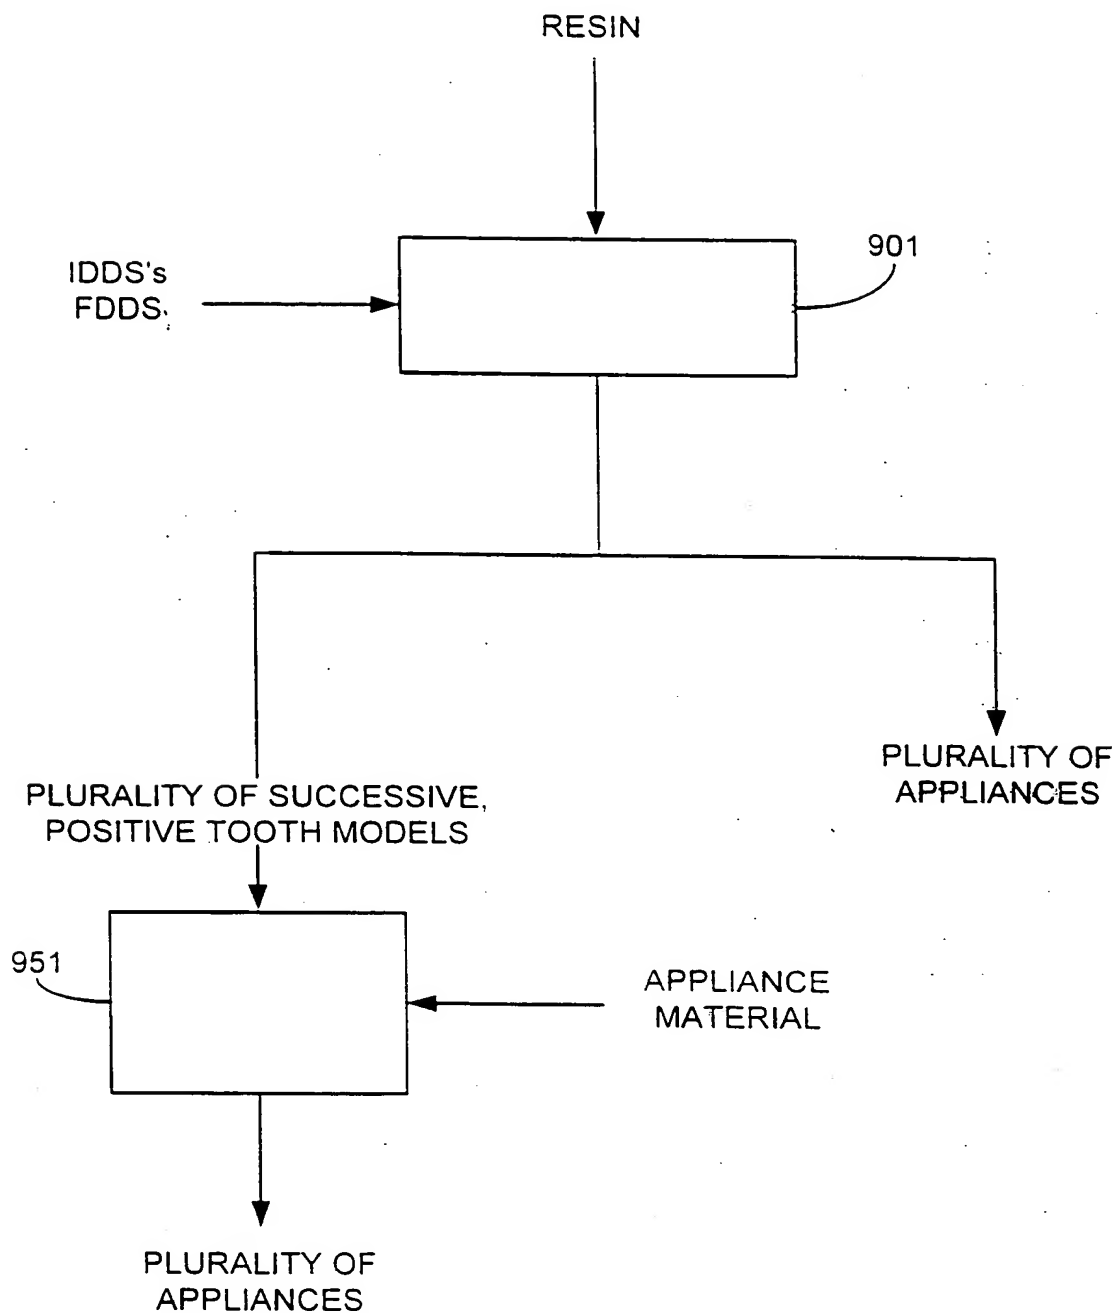 RESIN
IDDS's
FDDS
901
PLURALITY OF
APPLIANCES
PLURALITY OF SUCCESSIVE,
POSITIVE TOOTH MODELS
951
APPLIANCE
MATERIAL
PLURALITY OF
APPLIANCES